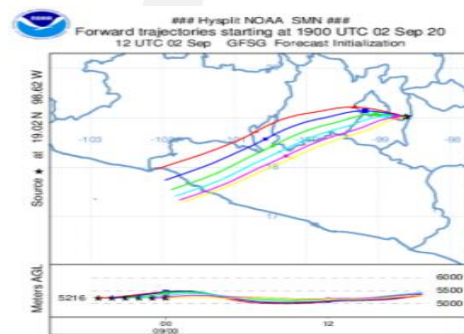 ### Hysplit NOAA SMN ###
Forward trajectories starting at 1900 UTC 02 Sep 20
12 UTC 02 Sep GFSG Forecast Initialization
Source ★ at 19.02 N 98.62 W
-103
-99
-98
18
17
Meters AGL
5216
6000
5500
5000
00
12
09/03